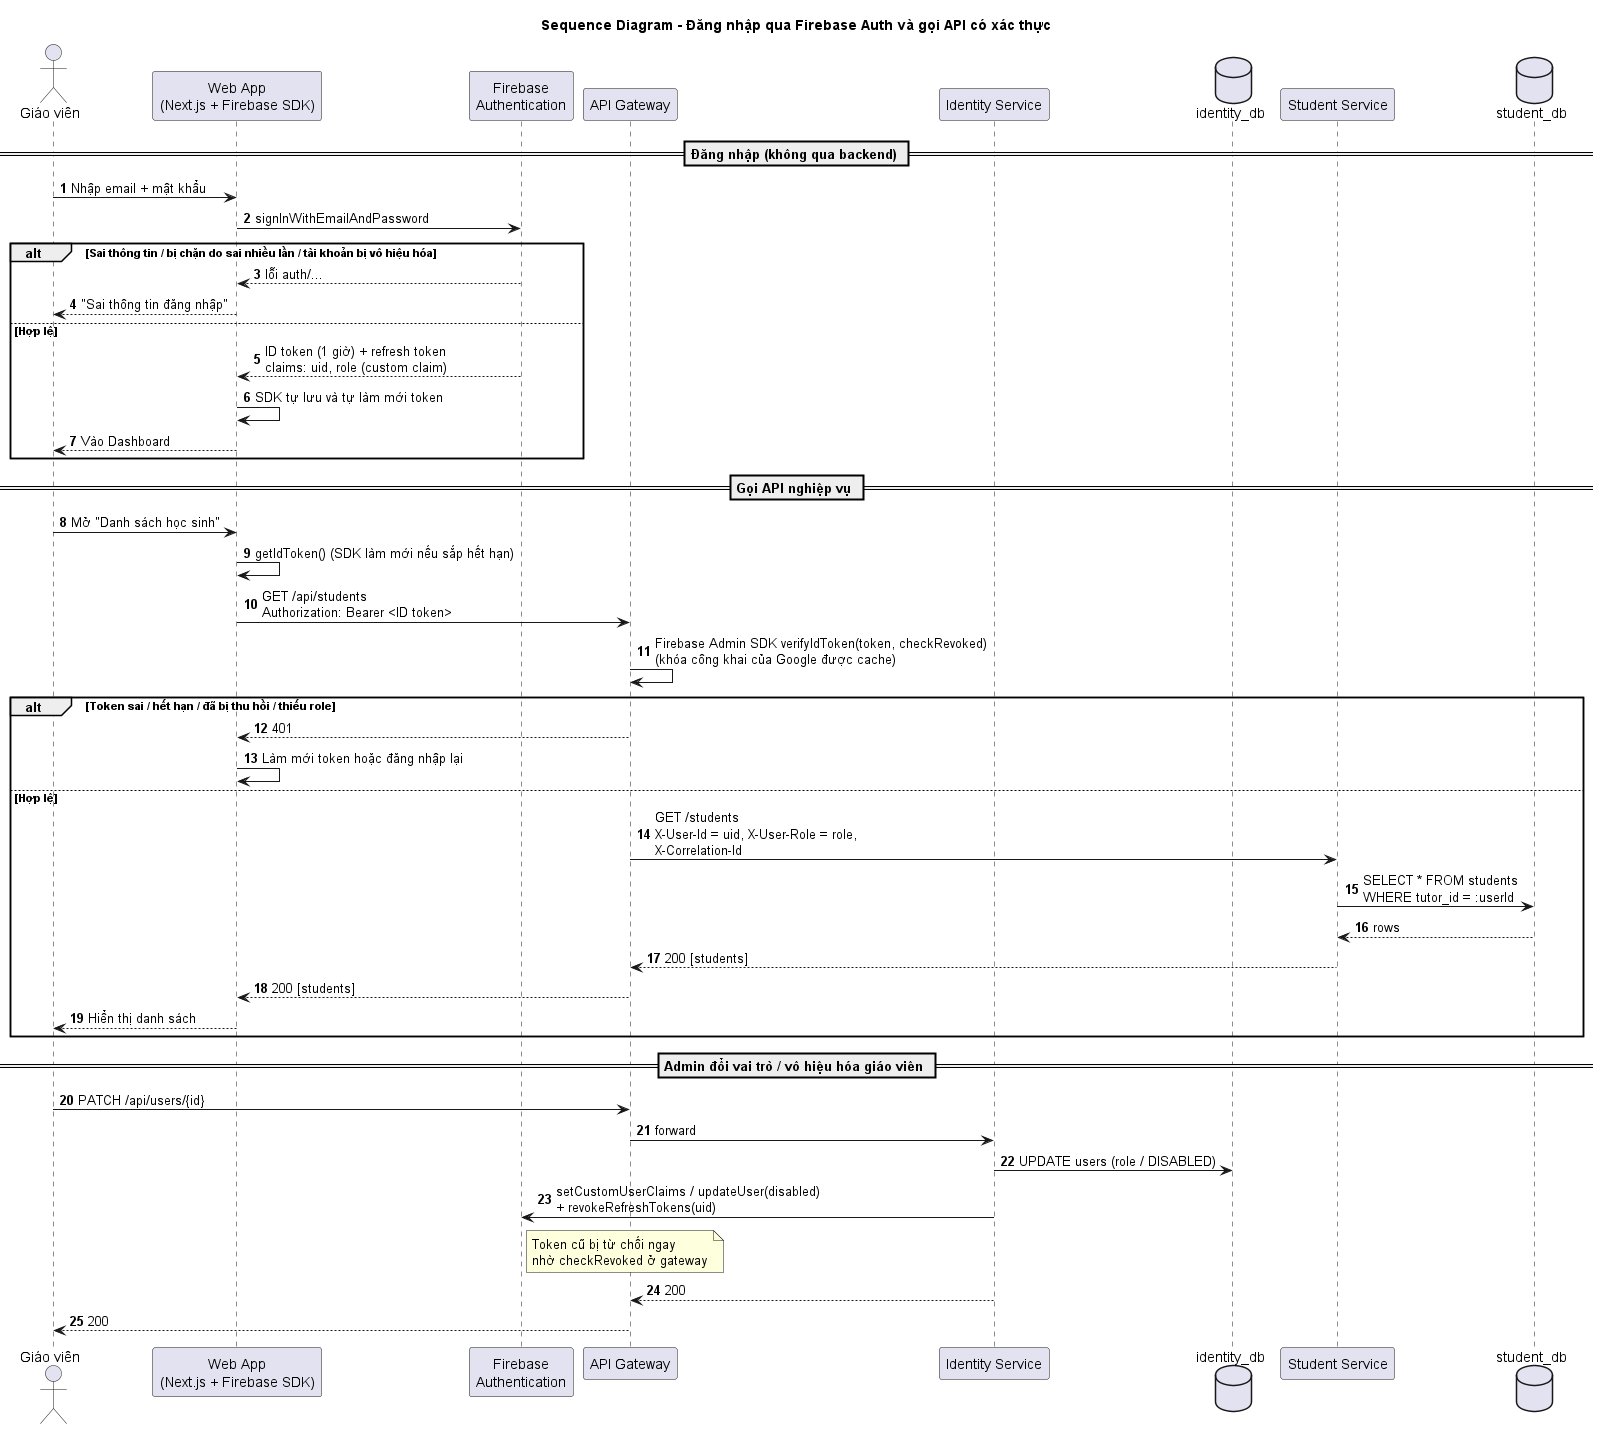 Sequence Diagram - Đăng nhập qua Firebase Auth và gọi API có xác thực
Giáo viên
Web App
(Next.js + Firebase SDK)
Firebase
Authentication
API Gateway
Identity Service
identity_db
Student Service
student_db
Đăng nhập (không qua backend)
1 Nhập email + mật khẩu
2 signInWithEmailAndPassword
alt [Sai thông tin / bị chặn do sai nhiều lần / tài khoản bị vô hiệu hóa]
3 lỗi auth/...
4 "Sai thông tin đăng nhập"
[Hợp lệ]
5 ID token (1 giờ) + refresh token
claims: uid, role (custom claim)
6 SDK tự lưu và tự làm mới token
7 Vào Dashboard
Gọi API nghiệp vụ
8 Mở "Danh sách học sinh"
9 getIdToken() (SDK làm mới nếu sắp hết hạn)
10 GET /api/students
Authorization: Bearer <ID token>
11 Firebase Admin SDK verifyIdToken(token, checkRevoked)
(khóa công khai của Google được cache)
alt [Token sai / hết hạn / đã bị thu hồi / thiếu role]
12 401
13 Làm mới token hoặc đăng nhập lại
[Hợp lệ]
14 GET /students
X-User-Id = uid, X-User-Role = role,
X-Correlation-Id
15 SELECT * FROM students
WHERE tutor_id = :userId
16 rows
17 200 [students]
18 200 [students]
19 Hiển thị danh sách
Admin đổi vai trò / vô hiệu hóa giáo viên
20 PATCH /api/users/{id}
21 forward
22 UPDATE users (role / DISABLED)
23 setCustomUserClaims / updateUser(disabled)
+ revokeRefreshTokens(uid)
Token cũ bị từ chối ngay
nhờ checkRevoked ở gateway
24 200
25 200
Giáo viên
Web App
(Next.js + Firebase SDK)
Firebase
Authentication
API Gateway
Identity Service
identity_db
Student Service
student_db